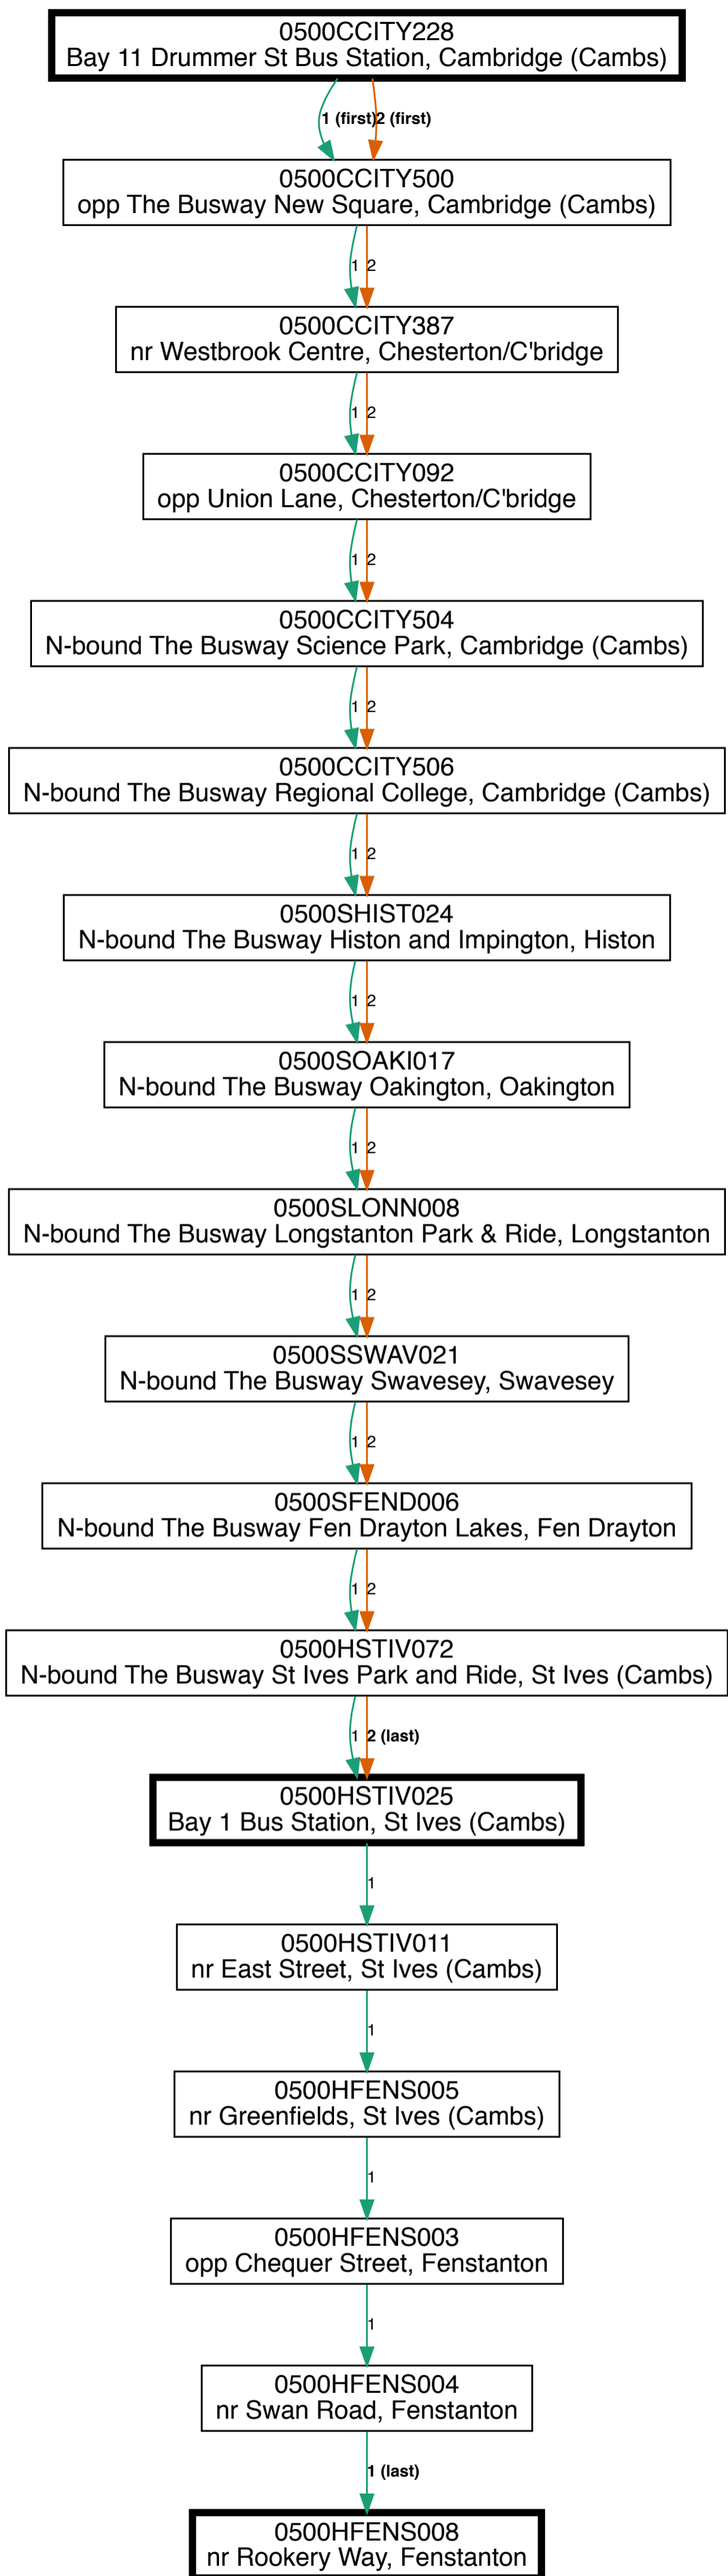 0500CCITY228
Bay 11 Drummer St Bus Station, Cambridge (Cambs)
1 (first) 2 (first)
0500CCITY500
opp The Busway New Square, Cambridge (Cambs)
1 2
0500CCITY387
nr Westbrook Centre, Chesterton/C'bridge
1 2
0500CCITY092
opp Union Lane, Chesterton/C'bridge
1 2
0500CCITY504
N-bound The Busway Science Park, Cambridge (Cambs)
1 2
0500CCITY506
N-bound The Busway Regional College, Cambridge (Cambs)
1 2
0500SHIST024
N-bound The Busway Histon and Impington, Histon
1 2
0500SOAKI017
N-bound The Busway Oakington, Oakington
1 2
0500SLONN008
N-bound The Busway Longstanton Park & Ride, Longstanton
1 2
0500SSWAV021
N-bound The Busway Swavesey, Swavesey
1 2
0500SFEND006
N-bound The Busway Fen Drayton Lakes, Fen Drayton
1 2
0500HSTIV072
N-bound The Busway St Ives Park and Ride, St Ives (Cambs)
1 2 (last)
0500HSTIV025
Bay 1 Bus Station, St Ives (Cambs)
1
0500HSTIV011
nr East Street, St Ives (Cambs)
1
0500HFENS005
nr Greenfields, St Ives (Cambs)
1
0500HFENS003
opp Chequer Street, Fenstanton
1
0500HFENS004
nr Swan Road, Fenstanton
1 (last)
0500HFENS008
nr Rookery Way, Fenstanton